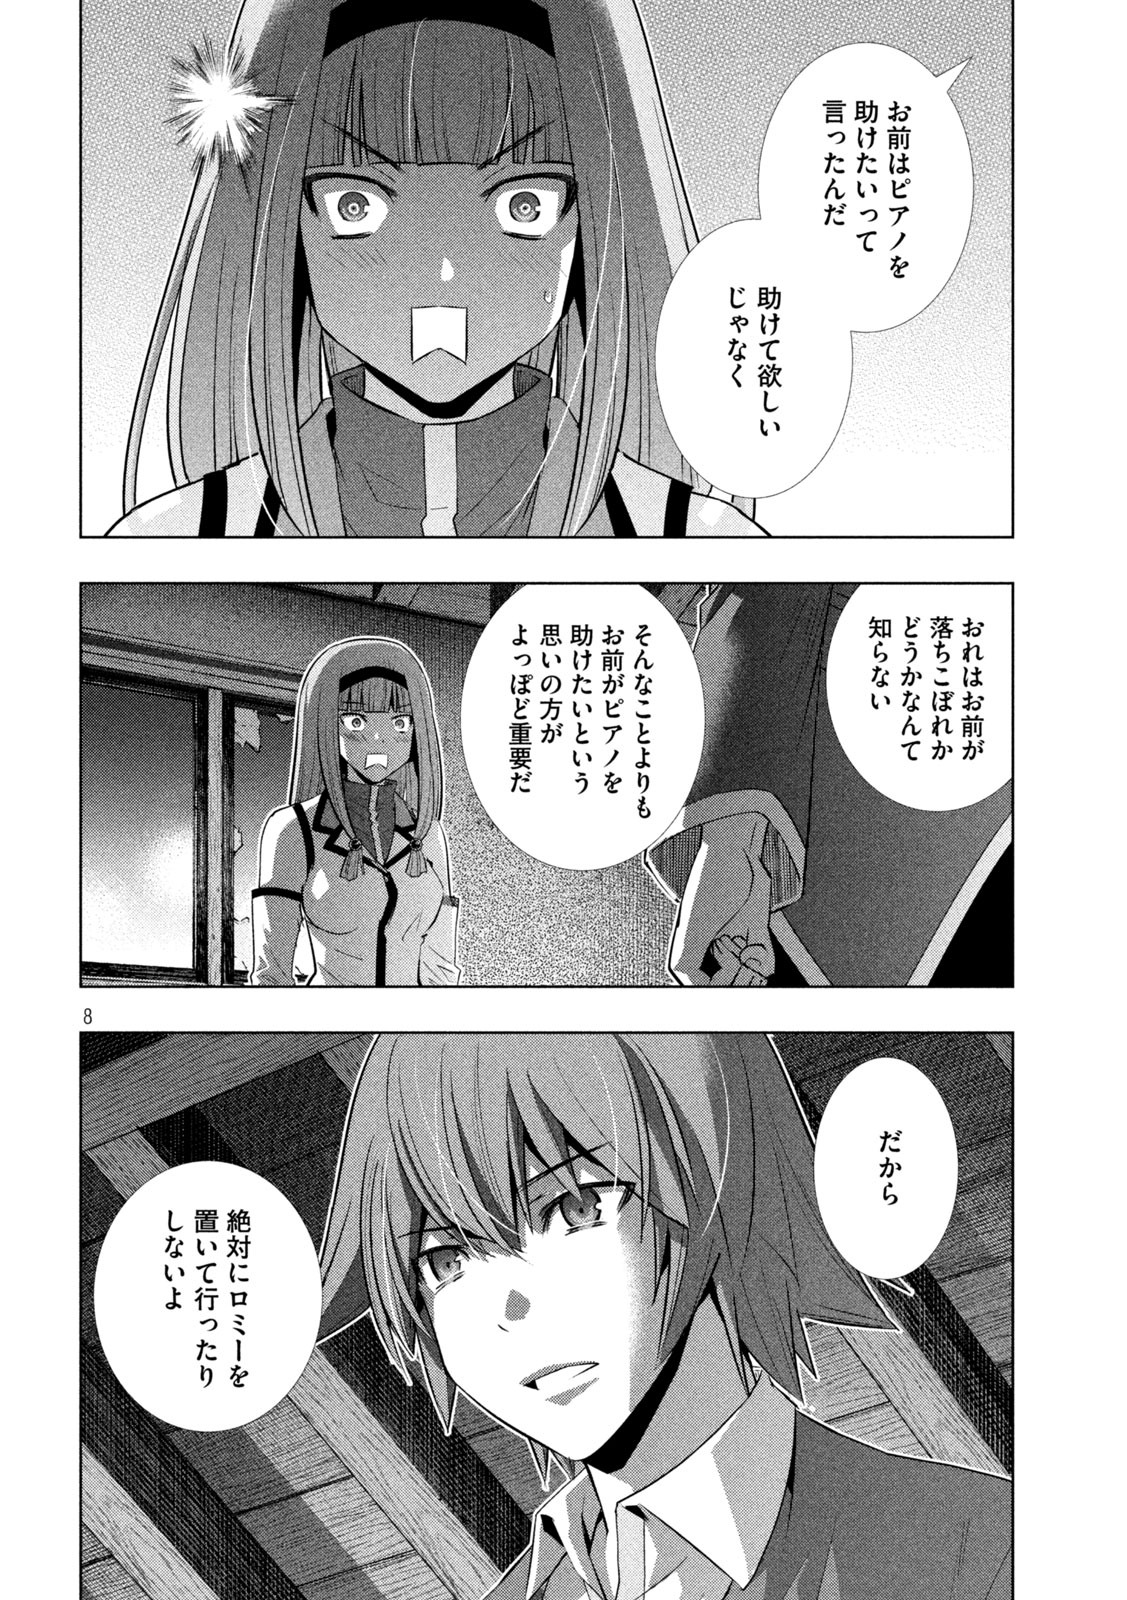 お前はピアノを
助けたいって
言ったんだ
助けて欲しい
じゃなく
おれはお前が
落ちこぼれか
どうかなんて
知らない
そんなことよりも
お前がピアノを
助けたいという
思いの方が
よっぽど重要だ
8
だから
絶対にロミーを
置いて行ったり
しないよ